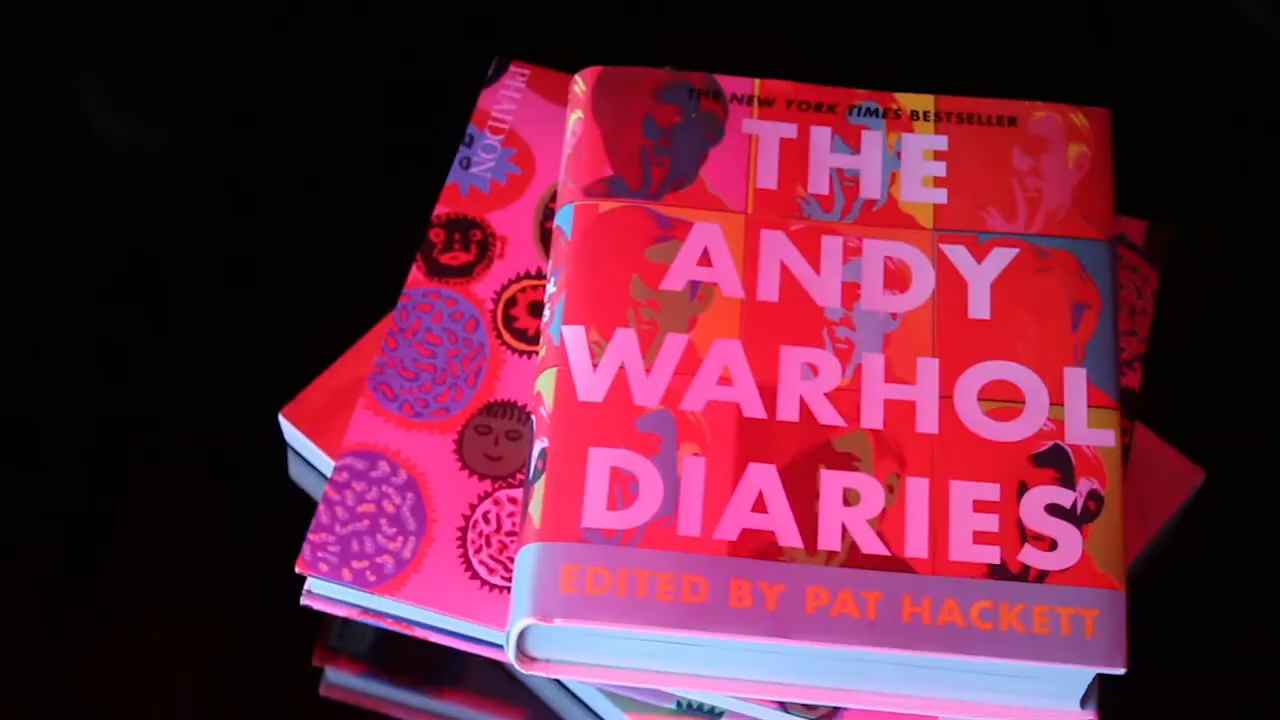 PHAIDON
THE NEW YORK TIMES BESTSELLER
THE
ANDY
WARHOL
DIARIES
EDITED BY PAT HACKETT